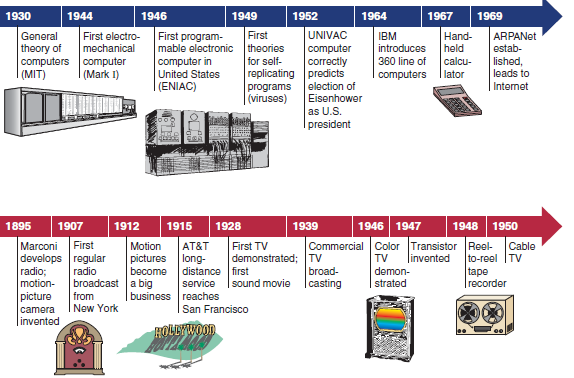 1930 1944 1946 1949 1952 1964 1967 1969
General
theory of
computers
(MIT)
First electro-
mechanical
computer
(Mark I)
First program-
mable electronic
computer in
United States
(ENIAC)
First
theories
for self-
replicating
programs
(viruses)
UNIVAC
computer
correctly
predicts
election of
Eisenhower
as U.S.
president
IBM
introduces
360 line of
computers
Hand-
held
calcu-
lator
ARPANet
estab-
lished,
leads to
Internet
1895 1907 1912 1915 1928 1939 1946 1947 1948 1950
Marconi
develops
radio;
motion-
picture
camera
invented
First
regular
radio
broadcast
from
New York
Motion
pictures
become
a big
business
AT&T
long-
distance
service
reaches
San Francisco
First TV
demonstrated;
first
sound movie
Commercial
TV
broad-
casting
Color
TV
demon-
strated
Transistor
invented
Reel-
to-reel
tape
recorder
Cable
TV
HOLLYWOOD